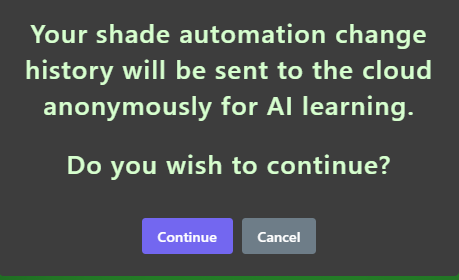 Your shade automation change
history will be sent to the cloud
anonymously for AI learning.
Do you wish to continue?
Continue Cancel